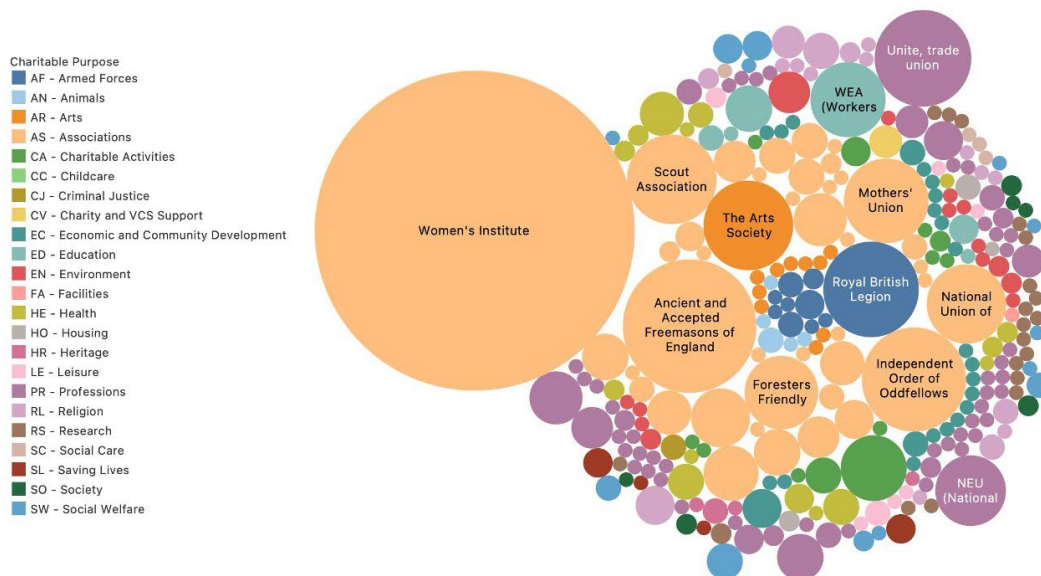 Charitable Purpose
AF - Armed Forces
AN - Animals
AR - Arts
AS - Associations
CA - Charitable Activities
CC - Childcare
CJ - Criminal Justice
CV - Charity and VCS Support
EC - Economic and Community Development
ED - Education
EN - Environment
FA - Facilities
HE - Health
HO - Housing
HR - Heritage
LE - Leisure
PR - Professions
RL - Religion
RS - Research
SC - Social Care
SL - Saving Lives
SO - Society
SW - Social Welfare
Women's Institute
Unite, trade
union
WEA
(Workers
Scout
Association
Mothers'
Union
The Arts
Society
Royal British
Legion
National
Union of
Ancient and
Accepted
Freemasons of
England
Independent
Order of
Oddfellows
Foresters
Friendly
NEU
(National